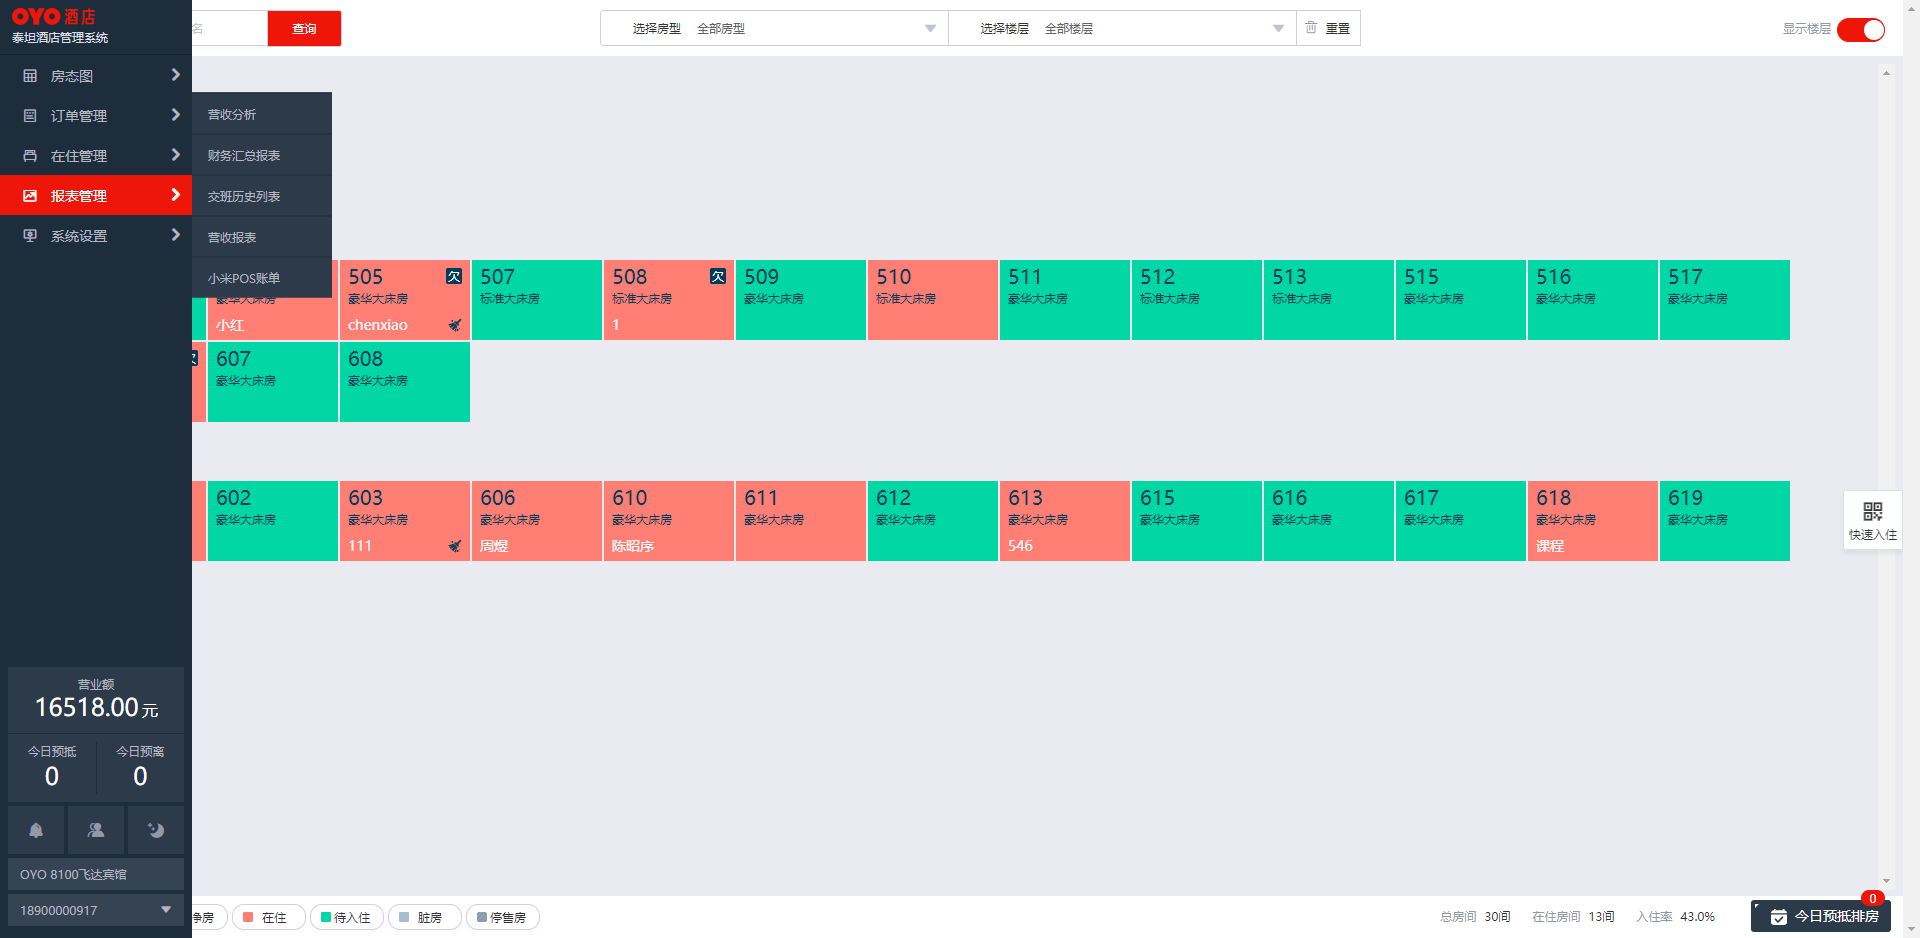 OYO 酒店
泰坦酒店管理系统
房态图
订单管理
在住管理
报表管理
系统设置
营收分析
财务汇总报表
交班历史列表
营收报表
小米POS账单
营业额
16518.00 元
今日预抵
0
今日预离
0
OYO 8100飞达宾馆
18900000917
名
查询
选择房型 全部房型
选择楼层 全部楼层
重置
显示楼层
豪华大床房
小红
505 欠
豪华大床房
chenxiao
507
标准大床房
508 欠
标准大床房
1
509
豪华大床房
510
标准大床房
511
豪华大床房
512
标准大床房
513
标准大床房
515
豪华大床房
516
豪华大床房
517
豪华大床房
欠
607
豪华大床房
608
豪华大床房
602
豪华大床房
603
豪华大床房
111
606
豪华大床房
周煜
610
豪华大床房
陈昭序
611
豪华大床房
612
豪华大床房
613
豪华大床房
546
615
豪华大床房
616
豪华大床房
617
豪华大床房
618
豪华大床房
课程
619
豪华大床房
快速入住
净房
在住
待入住
脏房
停售房
总房间 30间
在住房间 13间
入住率 43.0%
今日预抵排房
0